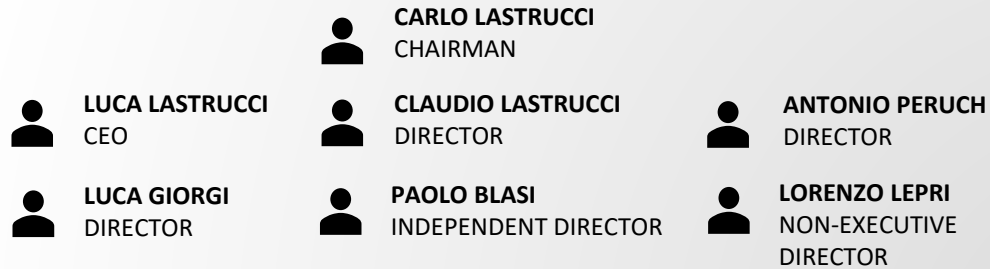 CARLO LASTRUCCI
CHAIRMAN
LUCA LASTRUCCI
CEO
CLAUDIO LASTRUCCI
DIRECTOR
ANTONIO PERUCH
DIRECTOR
LUCA GIORGI
DIRECTOR
PAOLO BLASI
INDEPENDENT DIRECTOR
LORENZO LEPRI
NON-EXECUTIVE
DIRECTOR